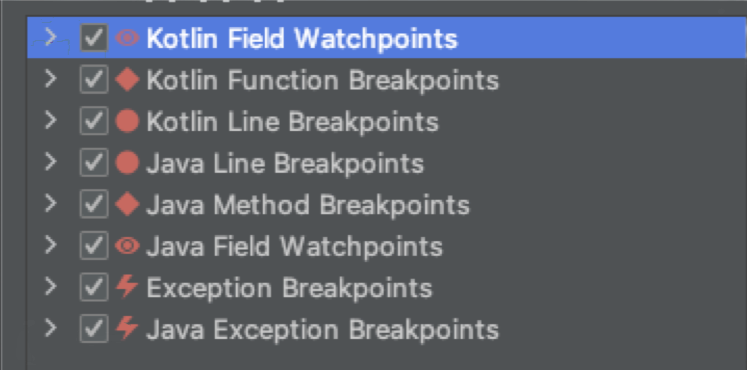 Kotlin Field Watchpoints
Kotlin Function Breakpoints
Kotlin Line Breakpoints
Java Line Breakpoints
Java Method Breakpoints
Java Field Watchpoints
Exception Breakpoints
Java Exception Breakpoints